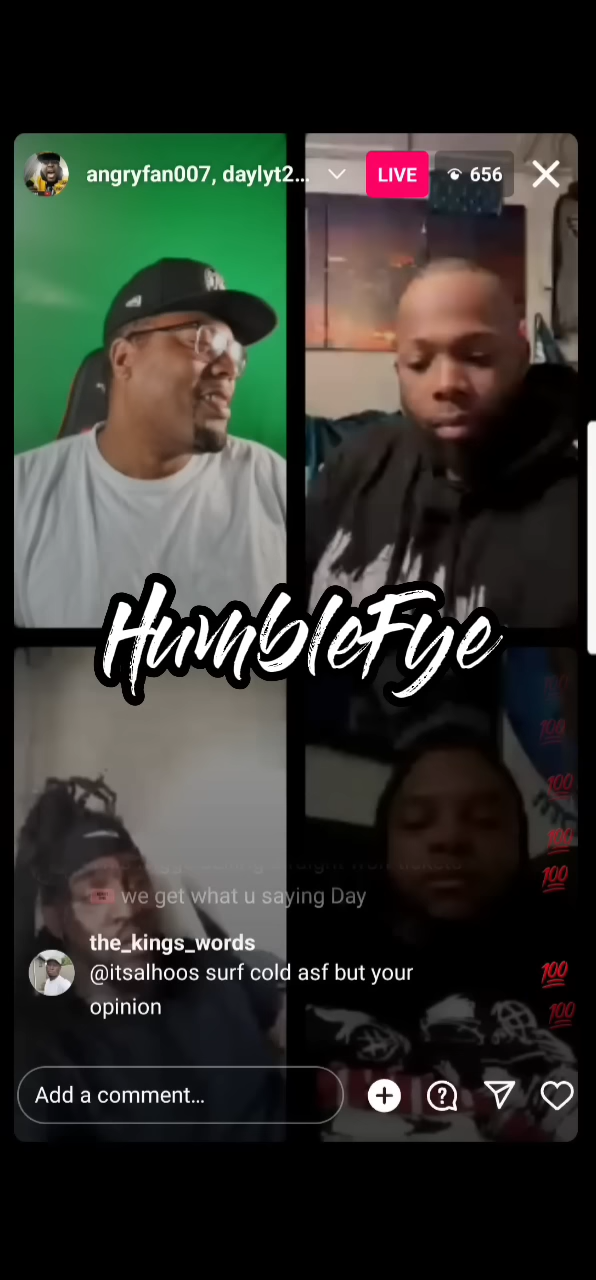 angryfan007, daylyt2... LIVE 656
HumbleFye
we get what u saying Day
the_kings_words
@itsalhoos surf cold asf but your
opinion
Add a comment...